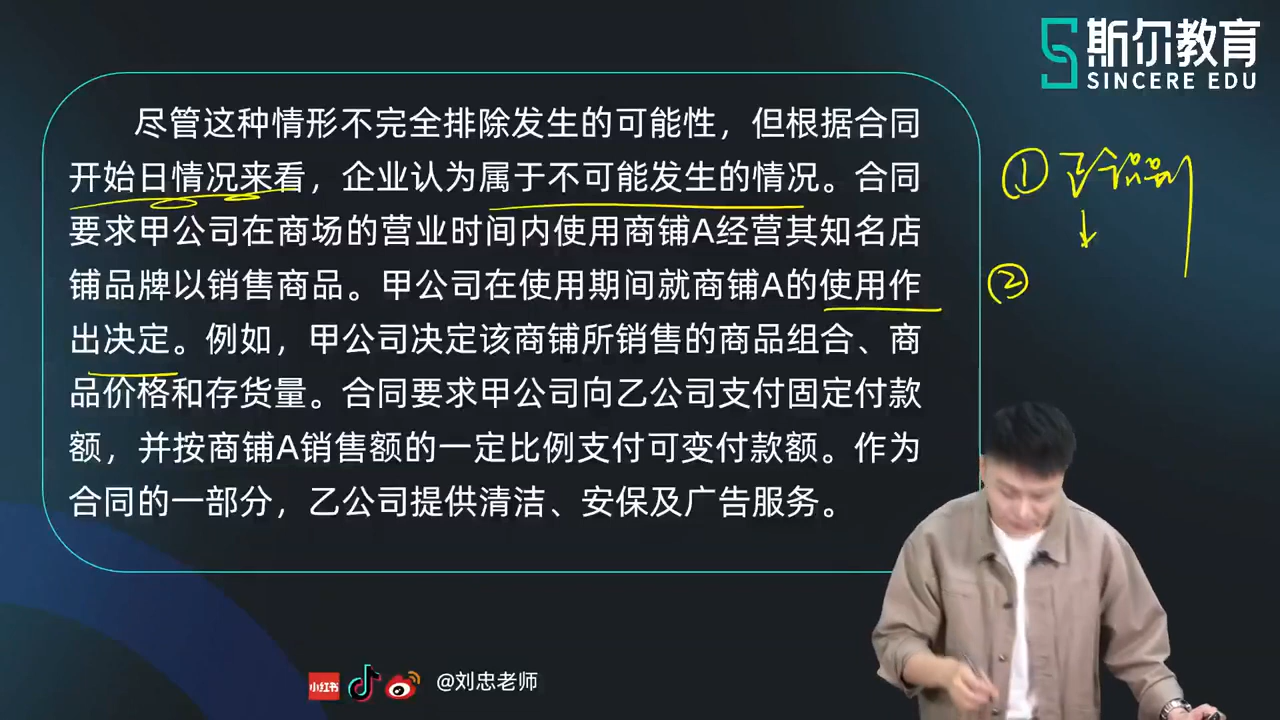 斯尔教育
SINCERE EDU
尽管这种情形不完全排除发生的可能性，但根据合同
开始日情况来看，企业认为属于不可能发生的情况。合同
要求甲公司在商场的营业时间内使用商铺A经营其知名店
铺品牌以销售商品。甲公司在使用期间就商铺A的使用作
出决定。例如，甲公司决定该商铺所销售的商品组合、商
品价格和存货量。合同要求甲公司向乙公司支付固定付款
额，并按商铺A销售额的一定比例支付可变付款额。作为
合同的一部分，乙公司提供清洁、安保及广告服务。
①
②
小红书 @刘忠老师